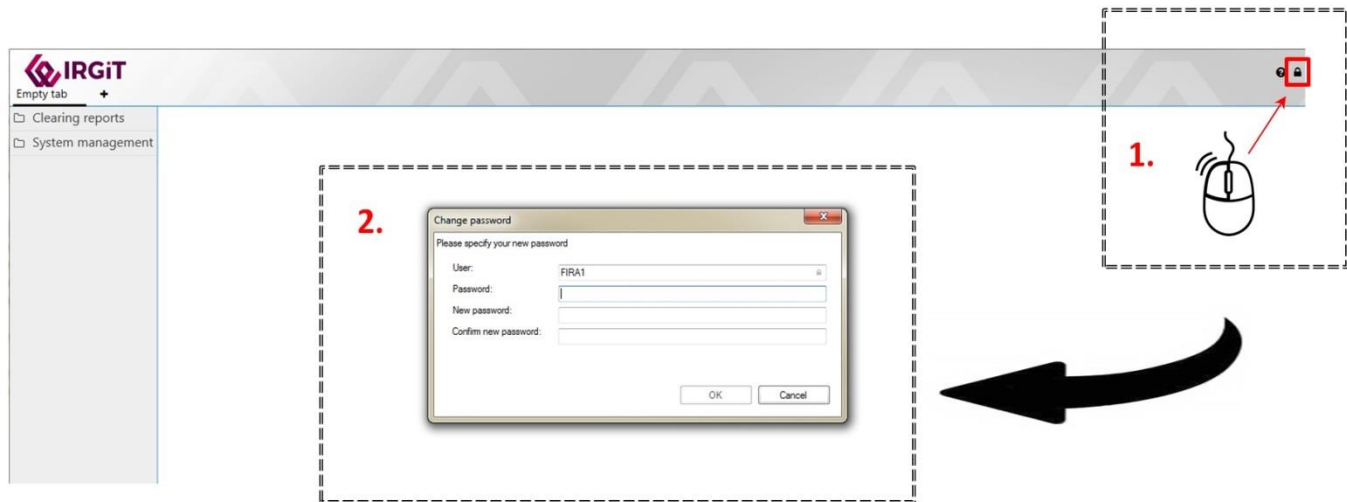 IRGiT
Empty tab +
Clearing reports
System management
1.
2.
Change password
Please specify your new password
User: FIRA1
Password:
New password:
Confirm new password:
OK Cancel